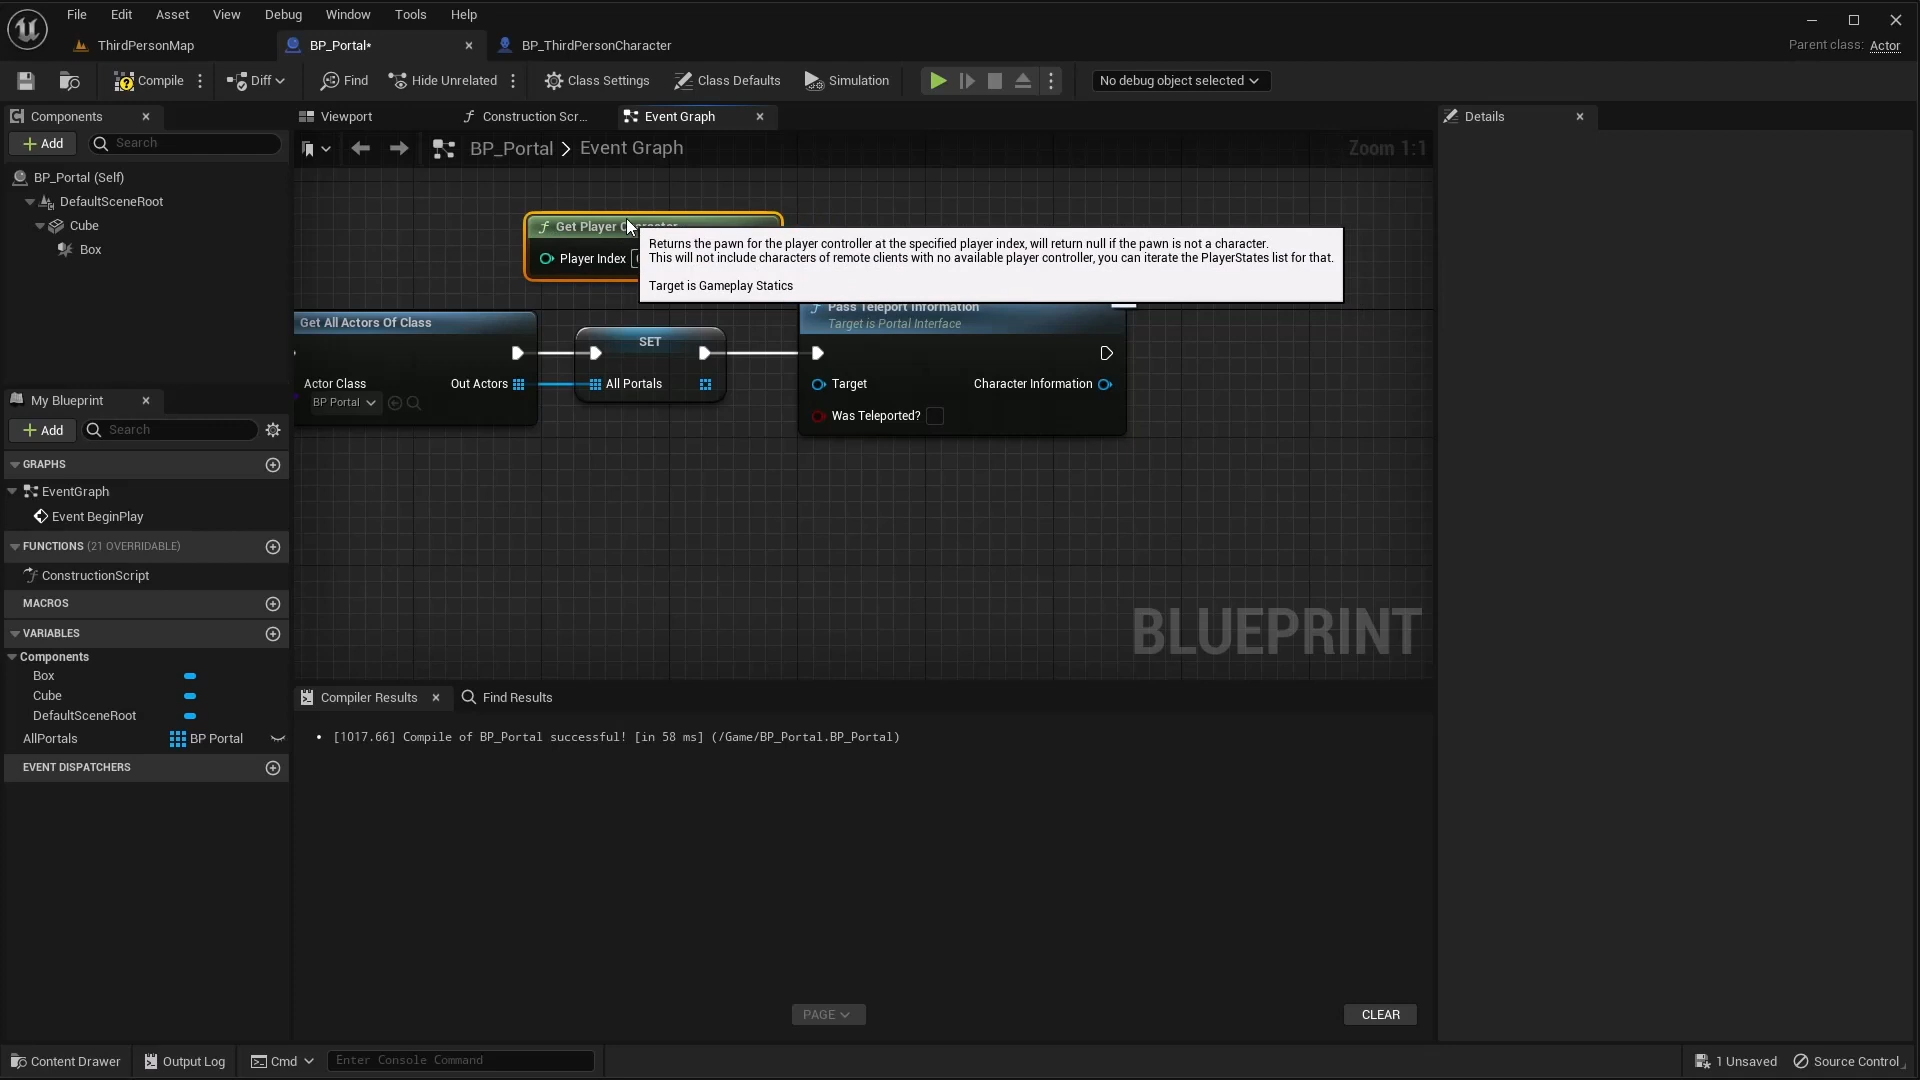 File Edit Asset View Debug Window Tools Help
ThirdPersonMap
BP_Portal*
BP_ThirdPersonCharacter
Parent class: Actor
Compile
Diff
Find
Hide Unrelated
Class Settings
Class Defaults
Simulation
No debug object selected
Components
Add
Search
BP_Portal (Self)
DefaultSceneRoot
Cube
Box
My Blueprint
Add
Search
GRAPHS
EventGraph
Event BeginPlay
FUNCTIONS (21 OVERRIDABLE)
ConstructionScript
MACROS
VARIABLES
Components
Box
Cube
DefaultSceneRoot
AllPortals BP Portal
EVENT DISPATCHERS
Viewport
Construction Scr...
Event Graph
BP_Portal > Event Graph
Zoom 1:1
Get Player Character
Player Index
Returns the pawn for the player controller at the specified player index, will return null if the pawn is not a character.
This will not include characters of remote clients with no available player controller, you can iterate the PlayerStates list for that.
Target is Gameplay Statics
Get All Actors Of Class
Actor Class Out Actors
BP Portal
SET
All Portals
Pass Teleport Information
Target is Portal Interface
Target Character Information
Was Teleported?
BLUEPRINT
Compiler Results
Find Results
[1017.66] Compile of BP_Portal successful! [in 58 ms] (/Game/BP_Portal.BP_Portal)
PAGE
CLEAR
Details
Content Drawer
Output Log
Cmd
Enter Console Command
1 Unsaved
Source Control